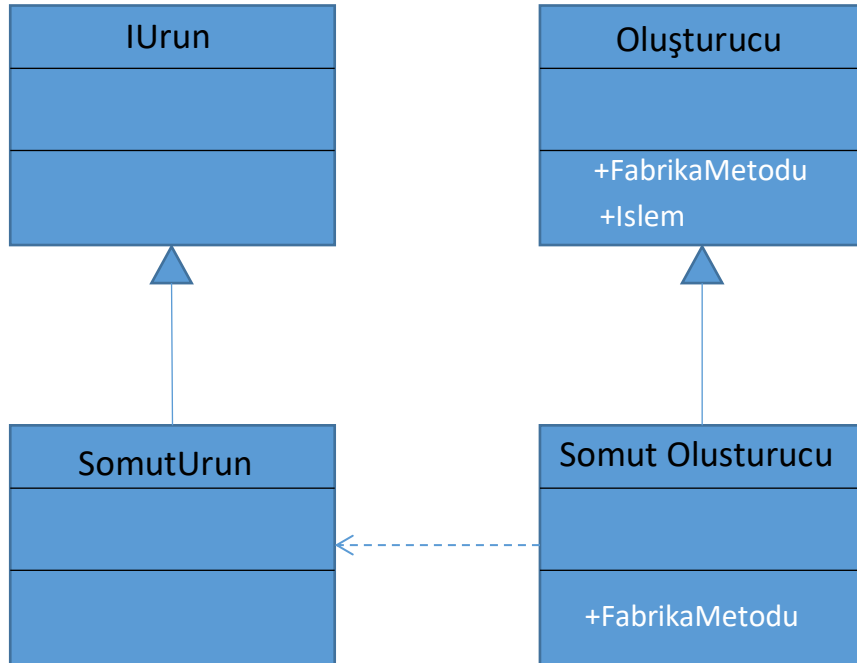 IUrun
Oluşturucu
+FabrikaMetodu
+Islem
SomutUrun
Somut Olusturucu
+FabrikaMetodu